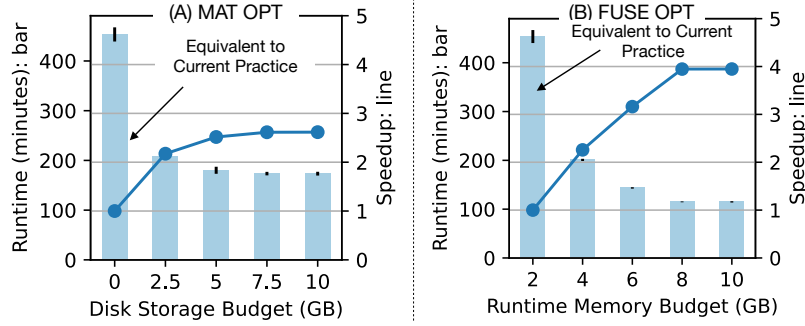 (A) MAT OPT
Runtime (minutes): bar
400
300
200
100
0
Equivalent to
Current Practice
5
4
3
2
1
0
Speedup: line
0 2.5 5 7.5 10
Disk Storage Budget (GB)
(B) FUSE OPT
Runtime (minutes): bar
400
300
200
100
0
Equivalent to Current
Practice
5
4
3
2
1
0
Speedup: line
2 4 6 8 10
Runtime Memory Budget (GB)